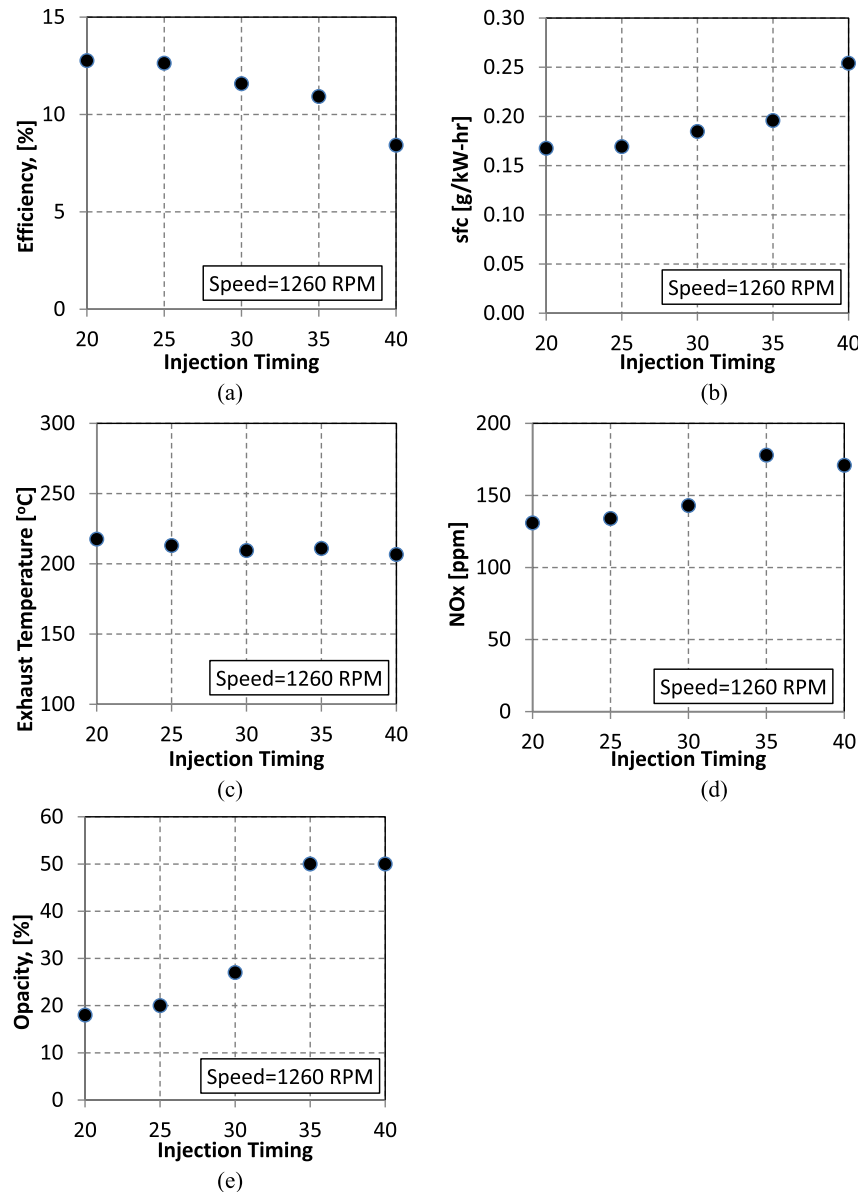 15
10
5
0
Efficiency, [%]
Speed=1260 RPM
20 25 30 35 40
Injection Timing
(a)
0.30
0.25
0.20
0.15
0.10
0.05
0.00
sfc [g/kW-hr]
Speed=1260 RPM
20 25 30 35 40
Injection Timing
(b)
300
250
200
150
100
Exhaust Temperature [ºC]
Speed=1260 RPM
20 25 30 35 40
Injection Timing
(c)
200
150
100
50
0
NOx [ppm]
Speed=1260 RPM
20 25 30 35 40
Injection Timing
(d)
60
50
40
30
20
10
0
Opacity, [%]
Speed=1260 RPM
20 25 30 35 40
Injection Timing
(e)